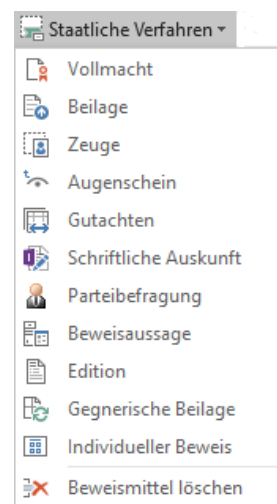 Staatliche Verfahren
Vollmacht
Beilage
Zeuge
Augenschein
Gutachten
Schriftliche Auskunft
Parteibefragung
Beweisaussage
Edition
Gegnerische Beilage
Individueller Beweis
Beweismittel löschen